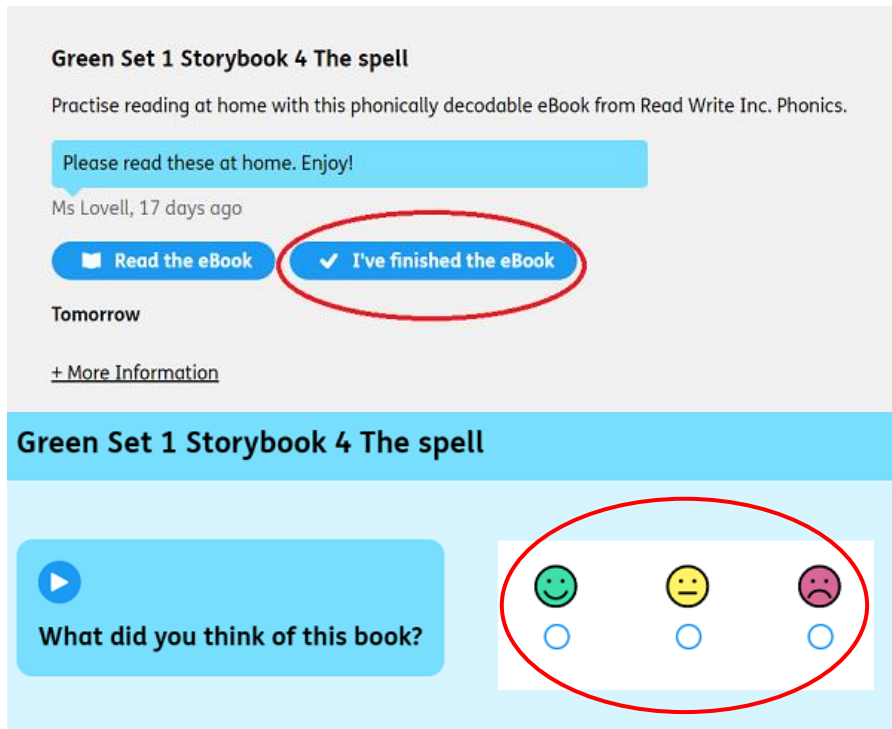 Green Set 1 Storybook 4 The spell
Practise reading at home with this phonically decodable eBook from Read Write Inc. Phonics.
Please read these at home. Enjoy!
Ms Lovell, 17 days ago
Read the eBook I've finished the eBook
Tomorrow
+ More Information
Green Set 1 Storybook 4 The spell
What did you think of this book?